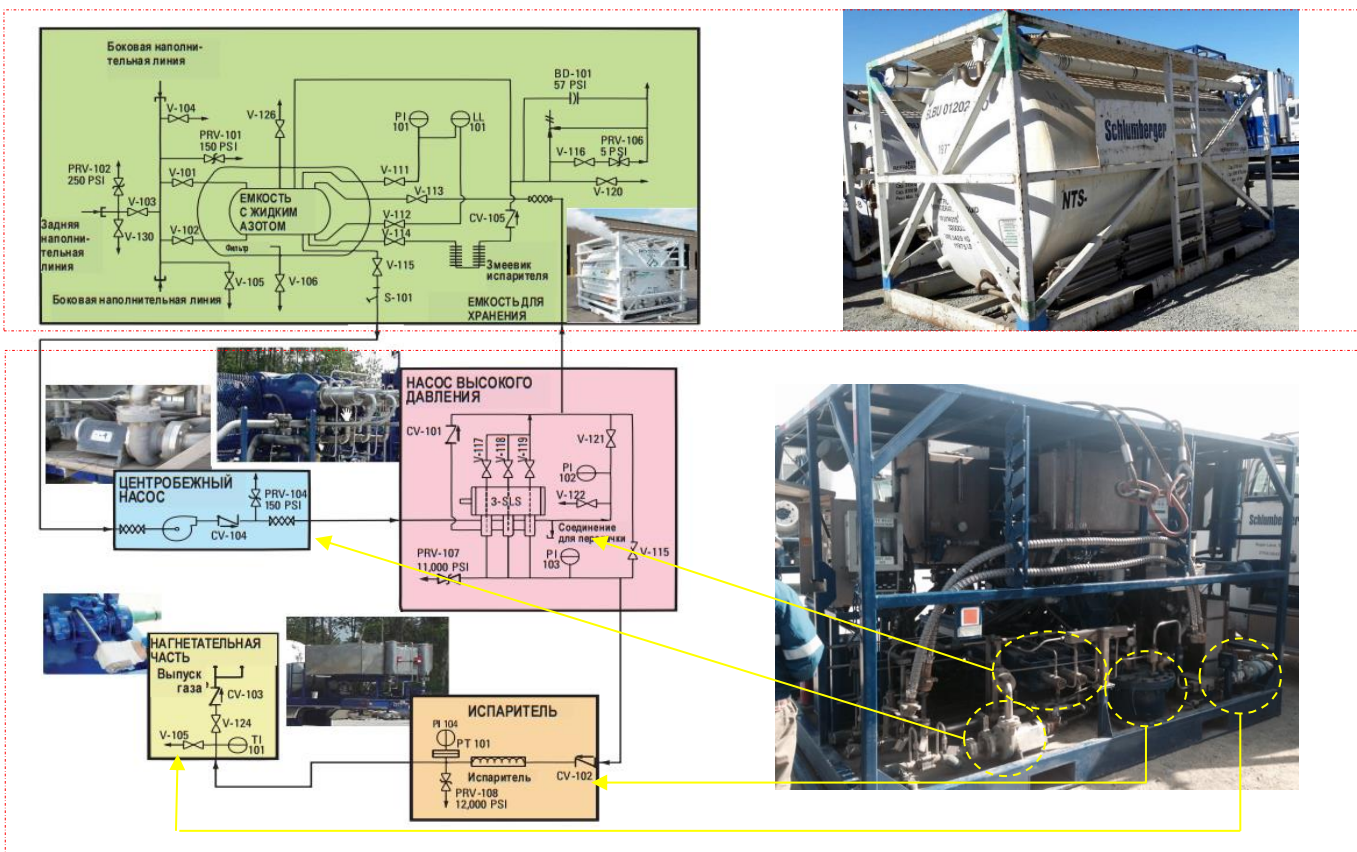 Боковая наполни-
тельная линия
V-104
PRV-101
150 PSI
V-126
PRV-102
250 PSI
V-101
V-103
V-130
V-102
Задняя
наполни-
тельная
линия
ЕМКОСТЬ
С ЖИДКИМ
АЗОТОМ
Фильтр
V-105
V-106
Боковая наполнительная линия
PI
101
LL
101
V-111
V-113
V-112
V-114
V-115
S-101
CV-105
Змеевик
испарителя
BD-101
57 PSI
V-116
PRV-106
5 PSI
V-120
ЕМКОСТЬ ДЛЯ
ХРАНЕНИЯ
SLBU 01202
Schlumberger
NTS-
ЦЕНТРОБЕЖНЫЙ
НАСОС
PRV-104
150 PSI
CV-104
НАСОС ВЫСОКОГО
ДАВЛЕНИЯ
CV-101
V-117
V-118
V-119
V-121
PI
102
V-122
3-SLS
Соединение
для перекачки
PI
103
PRV-107
11,000 PSI
V-115
Schlumberger
НАГНЕТАТЕЛЬНАЯ
ЧАСТЬ
Выпуск
газа
CV-103
V-124
V-105
TI
101
ИСПАРИТЕЛЬ
PI 104
PT 101
Испаритель
CV-102
PRV-108
12,000 PSI